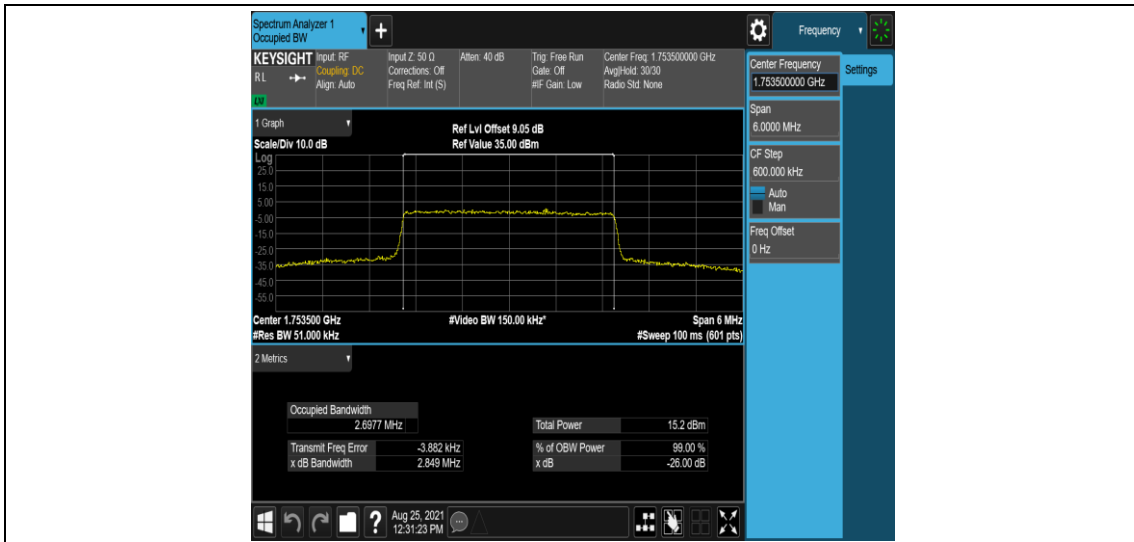 Spectrum Analyzer 1
Occupied BW
Frequency
KEYSIGHT
RL
Input: RF
Coupling: DC
Align: Auto
Input Z: 50 Ω
Corrections: Off
Freq Ref: Int (S)
Atten: 40 dB
Trig: Free Run
Gate: Off
#IF Gain: Low
Center Freq: 1.753500000 GHz
Avg|Hold: 30/30
Radio Std: None
Center Frequency
1.753500000 GHz
Settings
Span
6.0000 MHz
CF Step
600.000 kHz
Auto
Man
Freq Offset
0 Hz
1 Graph
Ref Lvl Offset 9.05 dB
Scale/Div 10.0 dB
Ref Value 35.00 dBm
Log
25.0
15.0
5.00
-5.00
-15.0
-25.0
-35.0
-45.0
-55.0
Center 1.753500 GHz
#Video BW 150.00 kHz*
Span 6 MHz
#Res BW 51.000 kHz
#Sweep 100 ms (601 pts)
2 Metrics
Occupied Bandwidth
2.6977 MHz
Total Power 15.2 dBm
Transmit Freq Error -3.882 kHz
% of OBW Power 99.00 %
x dB Bandwidth 2.849 MHz
x dB -26.00 dB
Aug 25, 2021
12:31:23 PM